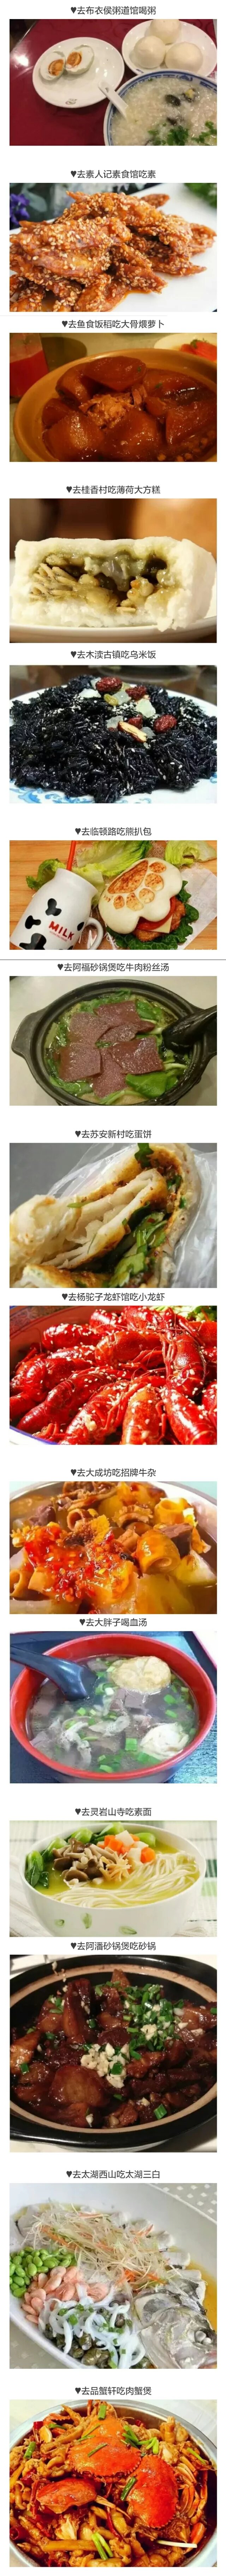 ♥去布衣侯粥道馆喝粥
♥去素人记素食馆吃素
♥去鱼食饭稻吃大骨煨萝卜
♥去桂香村吃薄荷大方糕
♥去木渎古镇吃乌米饭
♥去临顿路吃熊扒包
MILK
♥去阿福砂锅煲吃牛肉粉丝汤
♥去苏安新村吃蛋饼
♥去杨驼子龙虾馆吃小龙虾
♥去大成坊吃招牌牛杂
♥去大胖子喝血汤
♥去灵岩山寺吃素面
♥去阿潘砂锅煲吃砂锅
♥去太湖西山吃太湖三白
♥去品蟹轩吃肉蟹煲